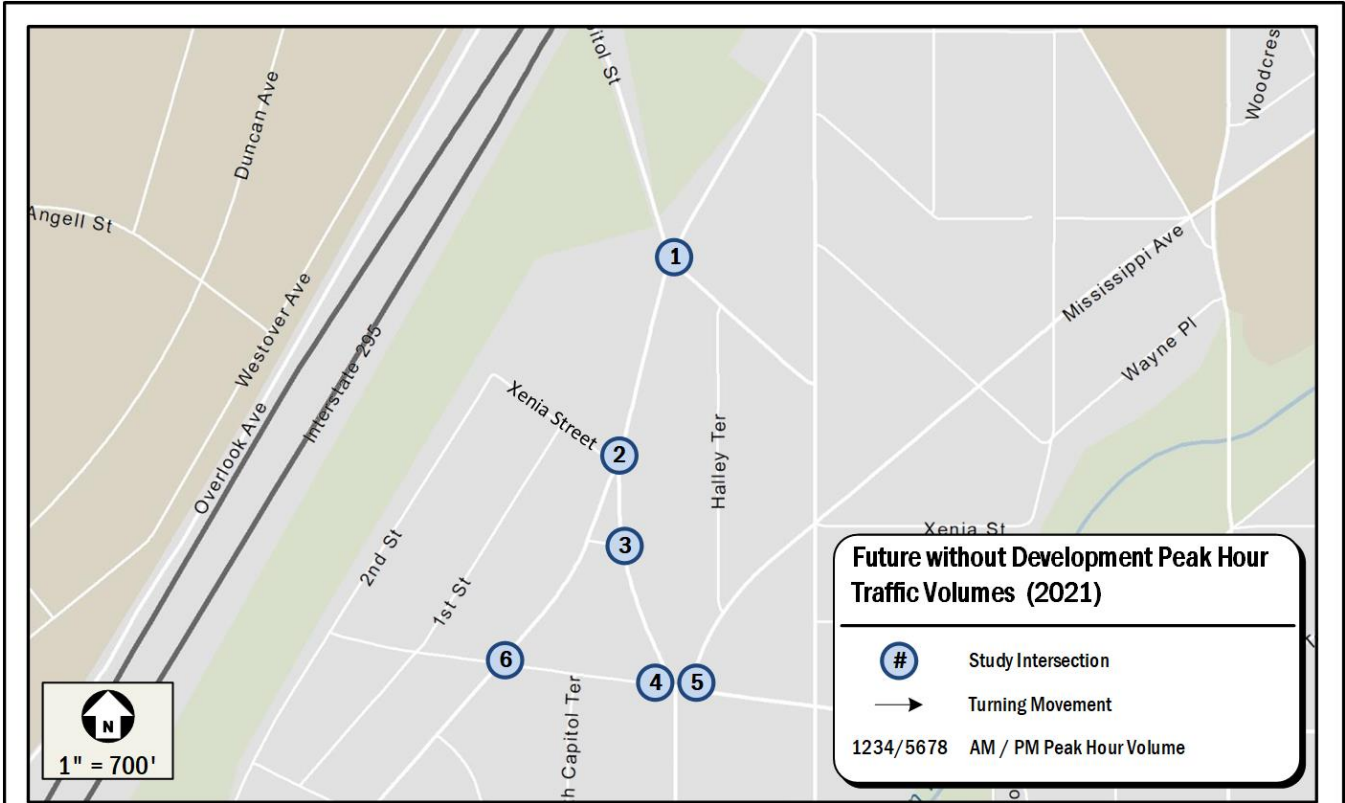 itol St
Woodcres
Duncan Ave
Angell St
1
Mississippi Ave
Westover Ave
Wayne Pl
Interstate 295
Xenia Street
Overlook Ave
2
Halley Ter
3
Xenia St
2nd St
1st St
6
4
5
h Capitol Ter
N
1" = 700'
Future without Development Peak Hour
Traffic Volumes (2021)
# Study Intersection
Turning Movement
1234/5678 AM / PM Peak Hour Volume